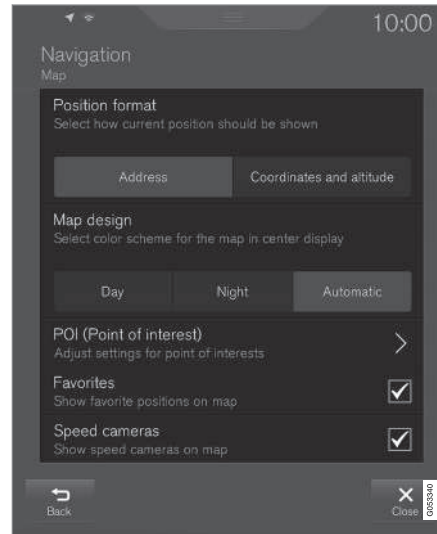 10:00
Navigation
Map
Position format
Select how current position should be shown
Address Coordinates and altitude
Map design
Select color scheme for the map in center display
Day Night Automatic
POI (Point of interest)
Adjust settings for point of interests
Favorites
Show favorite positions on map
Speed cameras
Show speed cameras on map
Back Close
G053340